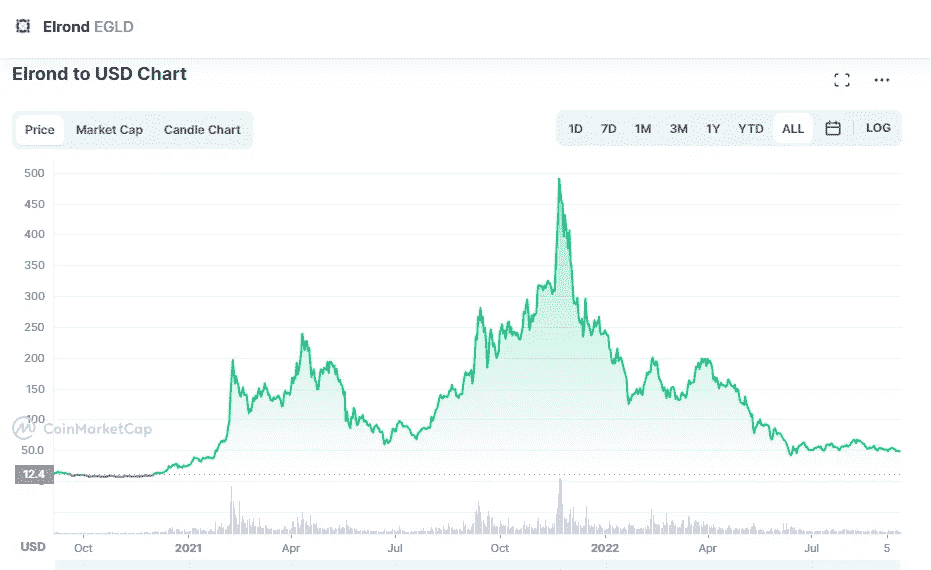 Elrond EGLD
Elrond to USD Chart
Price Market Cap Candle Chart
1D 7D 1M 3M 1Y YTD ALL LOG
500
450
400
350
300
250
200
150
100
CoinMarketCap
50.0
12.4
USD Oct 2021 Apr Jul Oct 2022 Apr Jul 5